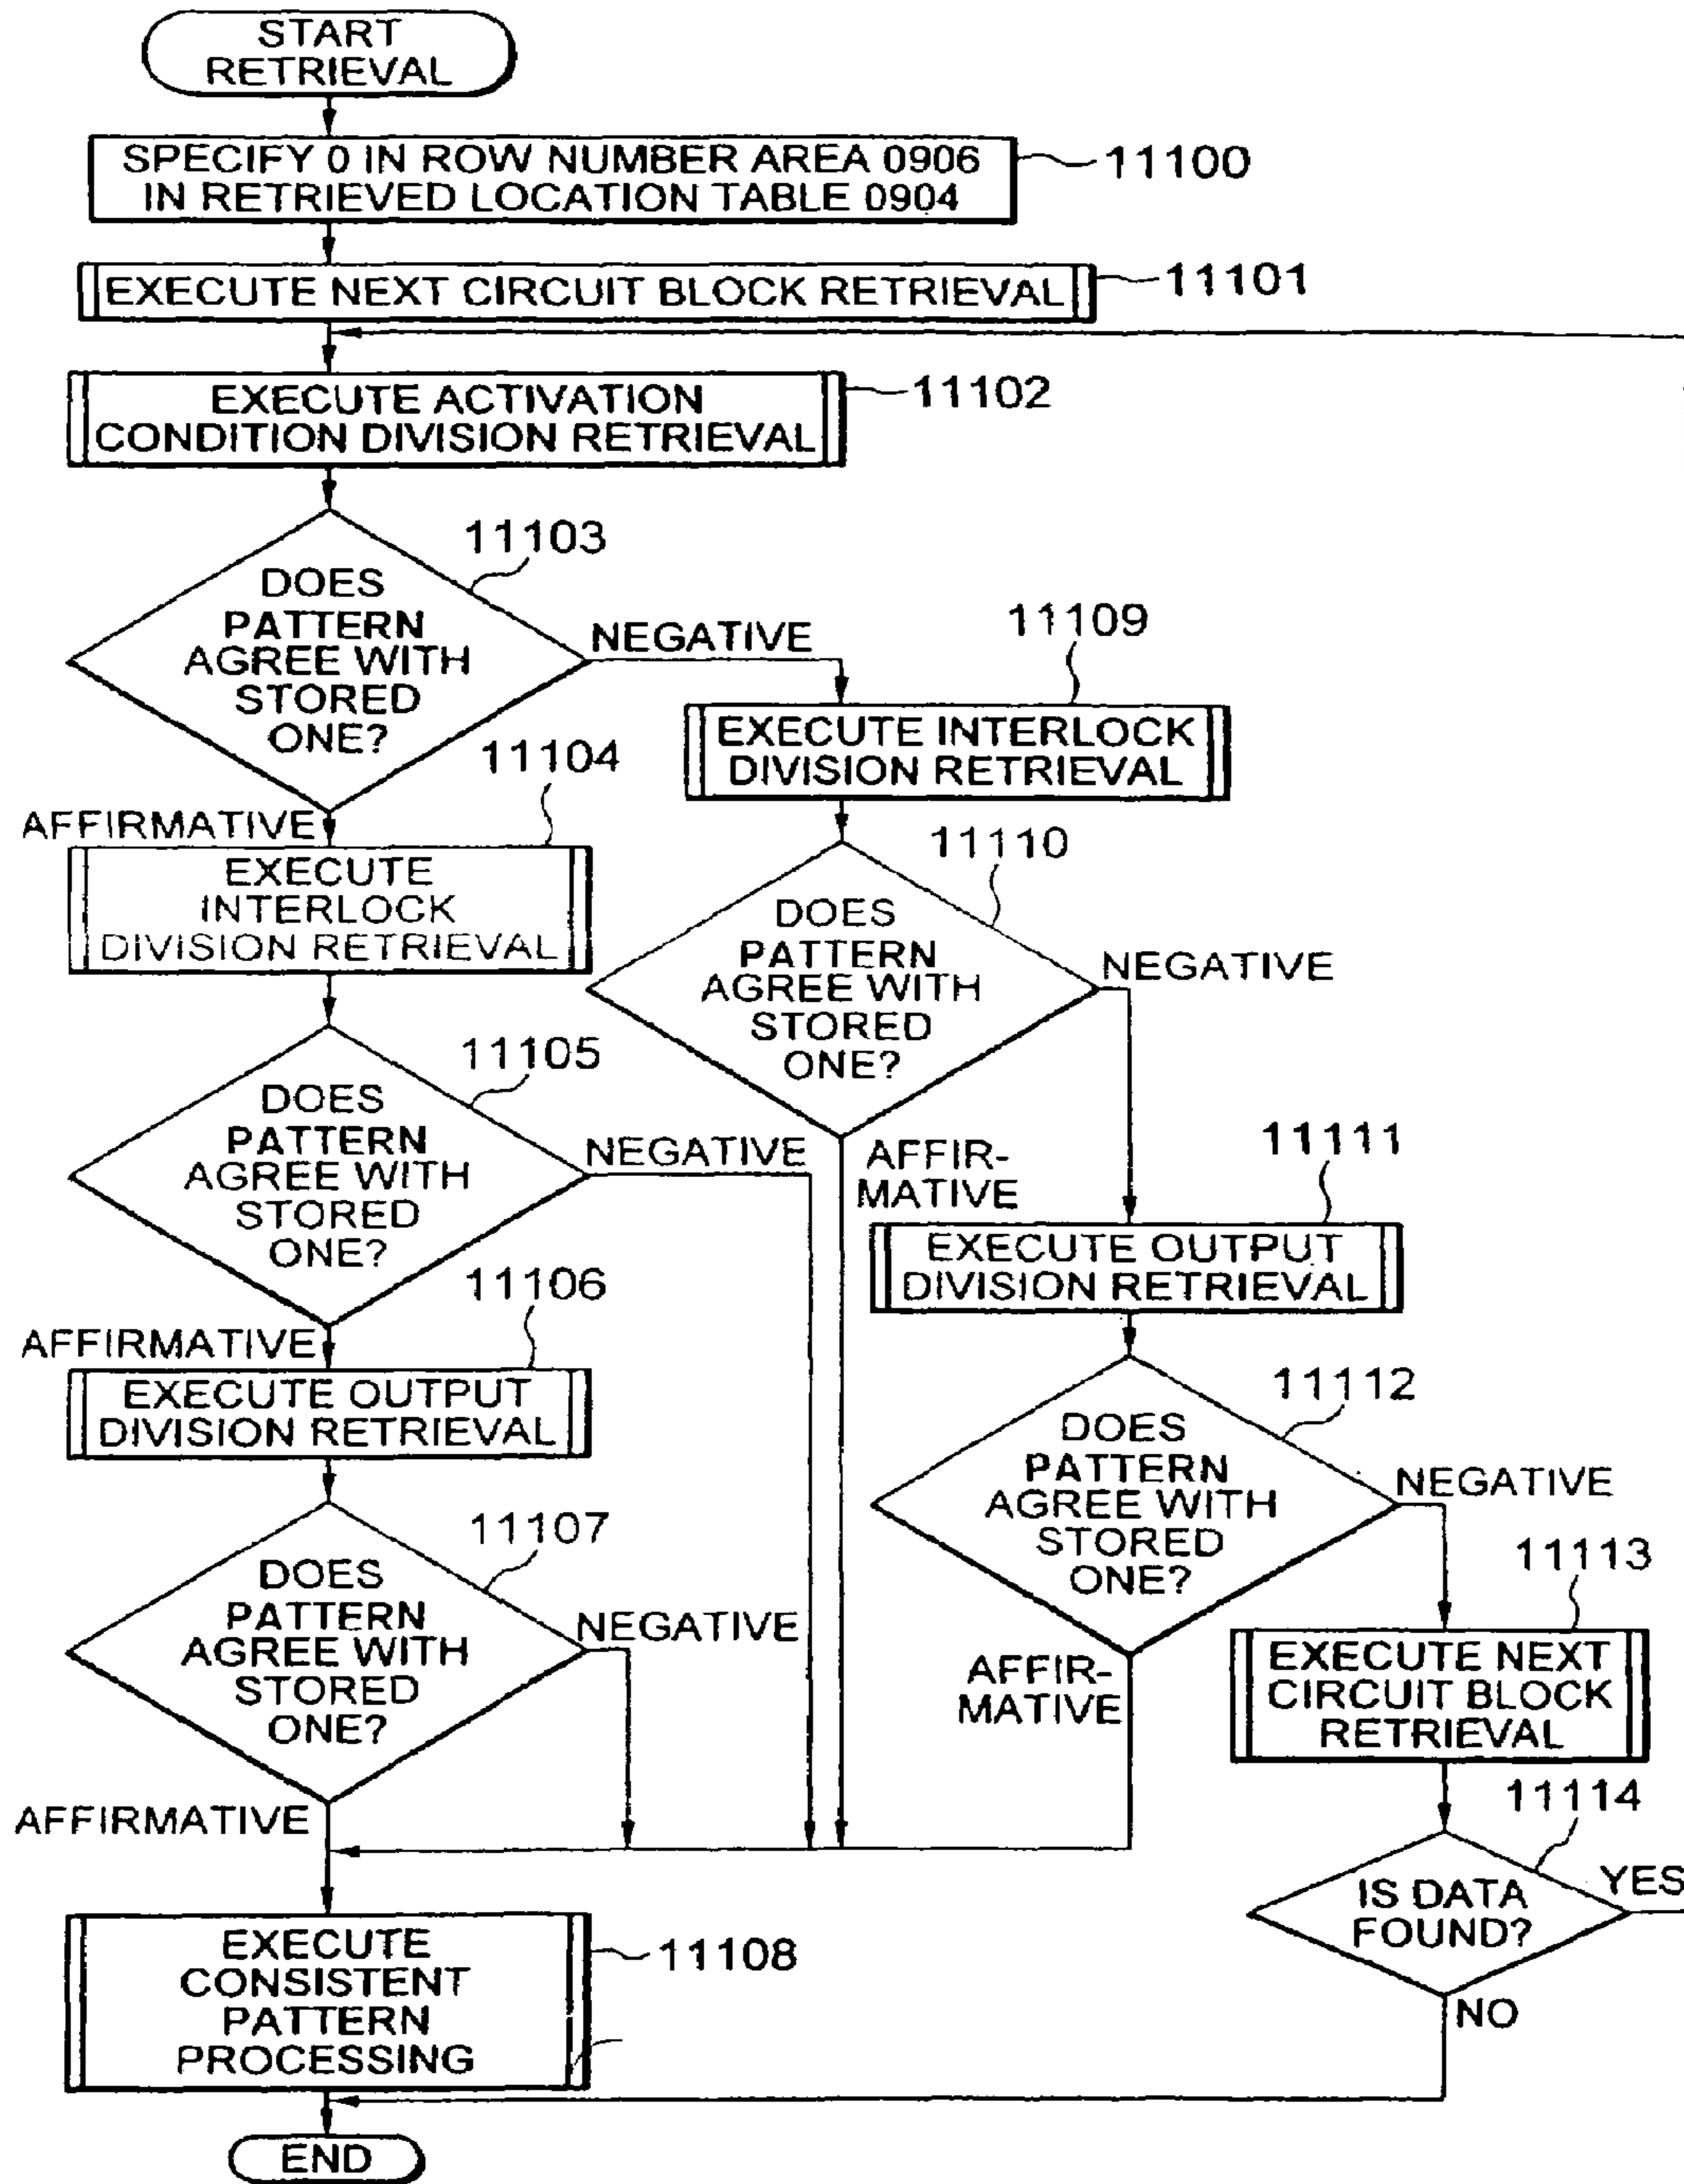 START
RETRIEVAL
SPECIFY 0 IN ROW NUMBER AREA 0906
IN RETRIEVED LOCATION TABLE 0904
11100
EXECUTE NEXT CIRCUIT BLOCK RETRIEVAL
11101
EXECUTE ACTIVATION
CONDITION DIVISION RETRIEVAL
11102
11103
DOES
PATTERN
AGREE WITH
STORED
ONE?
NEGATIVE
AFFIRMATIVE
11104
EXECUTE
INTERLOCK
DIVISION RETRIEVAL
11105
DOES
PATTERN
AGREE WITH
STORED
ONE?
NEGATIVE
AFFIRMATIVE
11106
EXECUTE OUTPUT
DIVISION RETRIEVAL
11107
DOES
PATTERN
AGREE WITH
STORED
ONE?
NEGATIVE
AFFIRMATIVE
EXECUTE
CONSISTENT
PATTERN
PROCESSING
11108
END
11109
EXECUTE INTERLOCK
DIVISION RETRIEVAL
11110
DOES
PATTERN
AGREE WITH
STORED
ONE?
NEGATIVE
AFFIR-
MATIVE
11111
EXECUTE OUTPUT
DIVISION RETRIEVAL
11112
DOES
PATTERN
AGREE WITH
STORED
ONE?
NEGATIVE
AFFIR-
MATIVE
11113
EXECUTE NEXT
CIRCUIT BLOCK
RETRIEVAL
11114
IS DATA
FOUND?
YES
NO